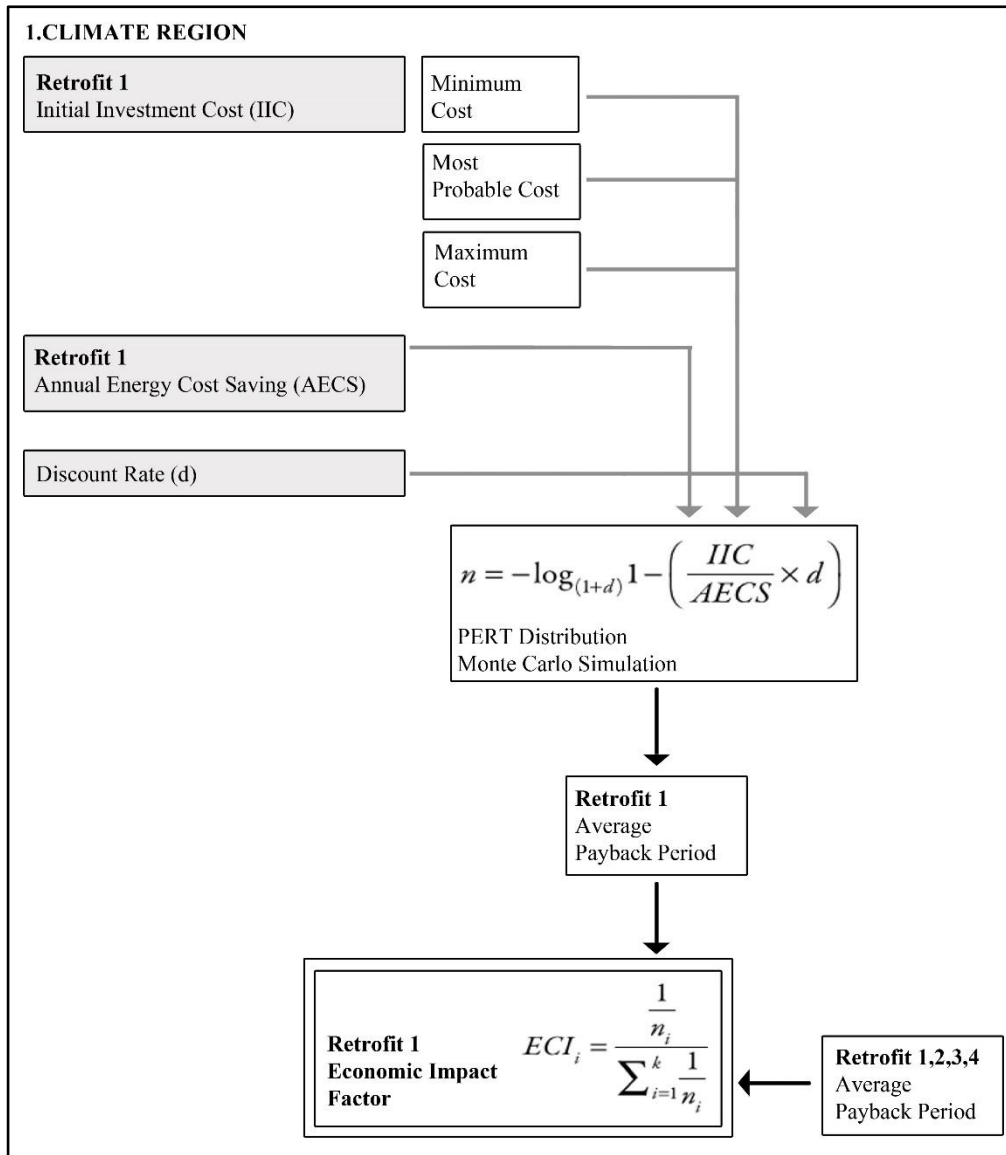 1.CLIMATE REGION
Retrofit 1
Initial Investment Cost (IIC)
Minimum
Cost
Most
Probable Cost
Maximum
Cost
Retrofit 1
Annual Energy Cost Saving (AECS)
Discount Rate (d)
n = −log₍₁₊d₎ 1 − ( IIC / AECS × d )
PERT Distribution
Monte Carlo Simulation
Retrofit 1
Average
Payback Period
Retrofit 1
Economic Impact
Factor
ECIᵢ = (1 / nᵢ) / (∑ᵢ₌₁ᵏ 1 / nᵢ)
Retrofit 1,2,3,4
Average
Payback Period